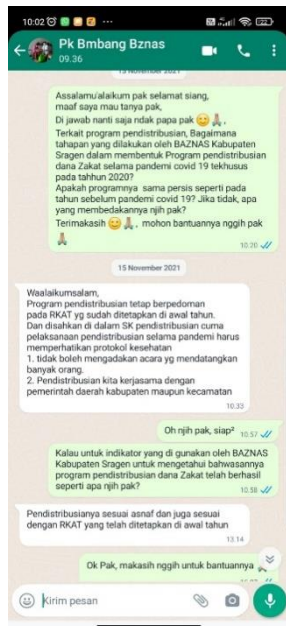 10:02
Pk Bmbang Bznas
09.36
13 November 2021
Assalamu'alaikum pak selamat siang,
maaf saya mau tanya pak,
Di jawab nanti saja ndak papa pak 😊🙏,
Terkait program pendistribusian, Bagaimana
tahapan yang dilakukan oleh BAZNAS Kabupaten
Sragen dalam membentuk Program pendistribusian
dana Zakat selama pandemi covid 19 tekhusus
pada tahhun 2020?
Apakah programnya sama persis seperti pada
tahun sebelum pandemi covid 19? Jika tidak, apa
yang membedakannya njih pak?
Terimakasih 😊🙏, mohon bantuannya nggih pak
🙏
10.20
15 November 2021
Waalaikumsalam,
Program pendistribusian tetap berpedoman
pada RKAT yg sudah ditetapkan di awal tahun.
Dan disahkan di dalam SK pendistribusian cuma
pelaksanaan pendistribusian selama pandemi harus
memperhatikan protokol kesehatan
1. tidak boleh mengadakan acara yg mendatangkan
banyak orang.
2. Pendistribusian kita kerjasama dengan
pemerintah daerah kabupaten maupun kecamatan
10.33
Oh njih pak, siap²
10.57
Kalau untuk indikator yang di gunakan oleh BAZNAS
Kabupaten Sragen untuk mengetahui bahwasannya
program pendistribusian dana Zakat telah berhasil
seperti apa njih pak?
10.58
Pendistribusianya sesuai asnaf dan juga sesuai
dengan RKAT yang telah ditetapkan di awal tahun
13.14
Ok Pak, makasih nggih untuk bantuannya 🙏
Kirim pesan